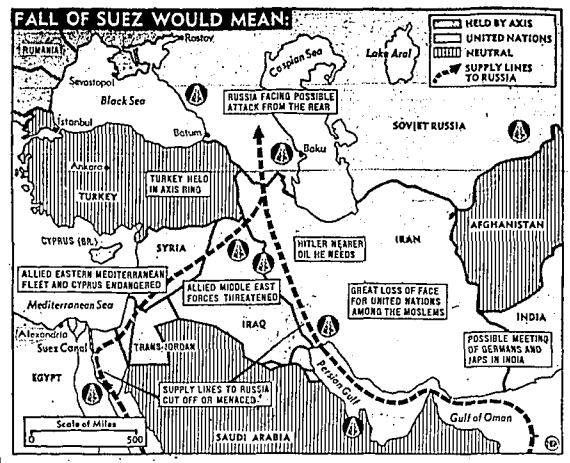 FALL OF SUEZ WOULD MEAN:
HELD BY AXIS
UNITED NATIONS
NEUTRAL
SUPPLY LINES
TO RUSSIA
RUMANIA
Rostov
Caspian Sea
Lake Aral
Sevastopol
Black Sea
RUSSIA FACING POSSIBLE
ATTACK FROM THE REAR
SOVIET RUSSIA
Istanbul
Batum
Baku
Ankara
TURKEY
TURKEY HELD
IN AXIS RING
AFGHANISTAN
CYPRUS (BR.)
SYRIA
HITLER NEARER
OIL HE NEEDS
IRAN
ALLIED EASTERN MEDITERRANEAN
FLEET AND CYPRUS ENDANGERED
ALLIED MIDDLE EAST
FORCES THREATENED
GREAT LOSS OF FACE
FOR UNITED NATIONS
AMONG THE MOSLEMS
Mediterranean Sea
INDIA
Alexandria
Suez Canal
TRANS-JORDAN
IRAQ
POSSIBLE MEETING
OF GERMANS AND
JAPS IN INDIA
EGYPT
SUPPLY LINES TO RUSSIA
CUT OFF OR MENACED.
Persian Gulf
Gulf of Oman
Scale of Miles
0 500
SAUDI ARABIA